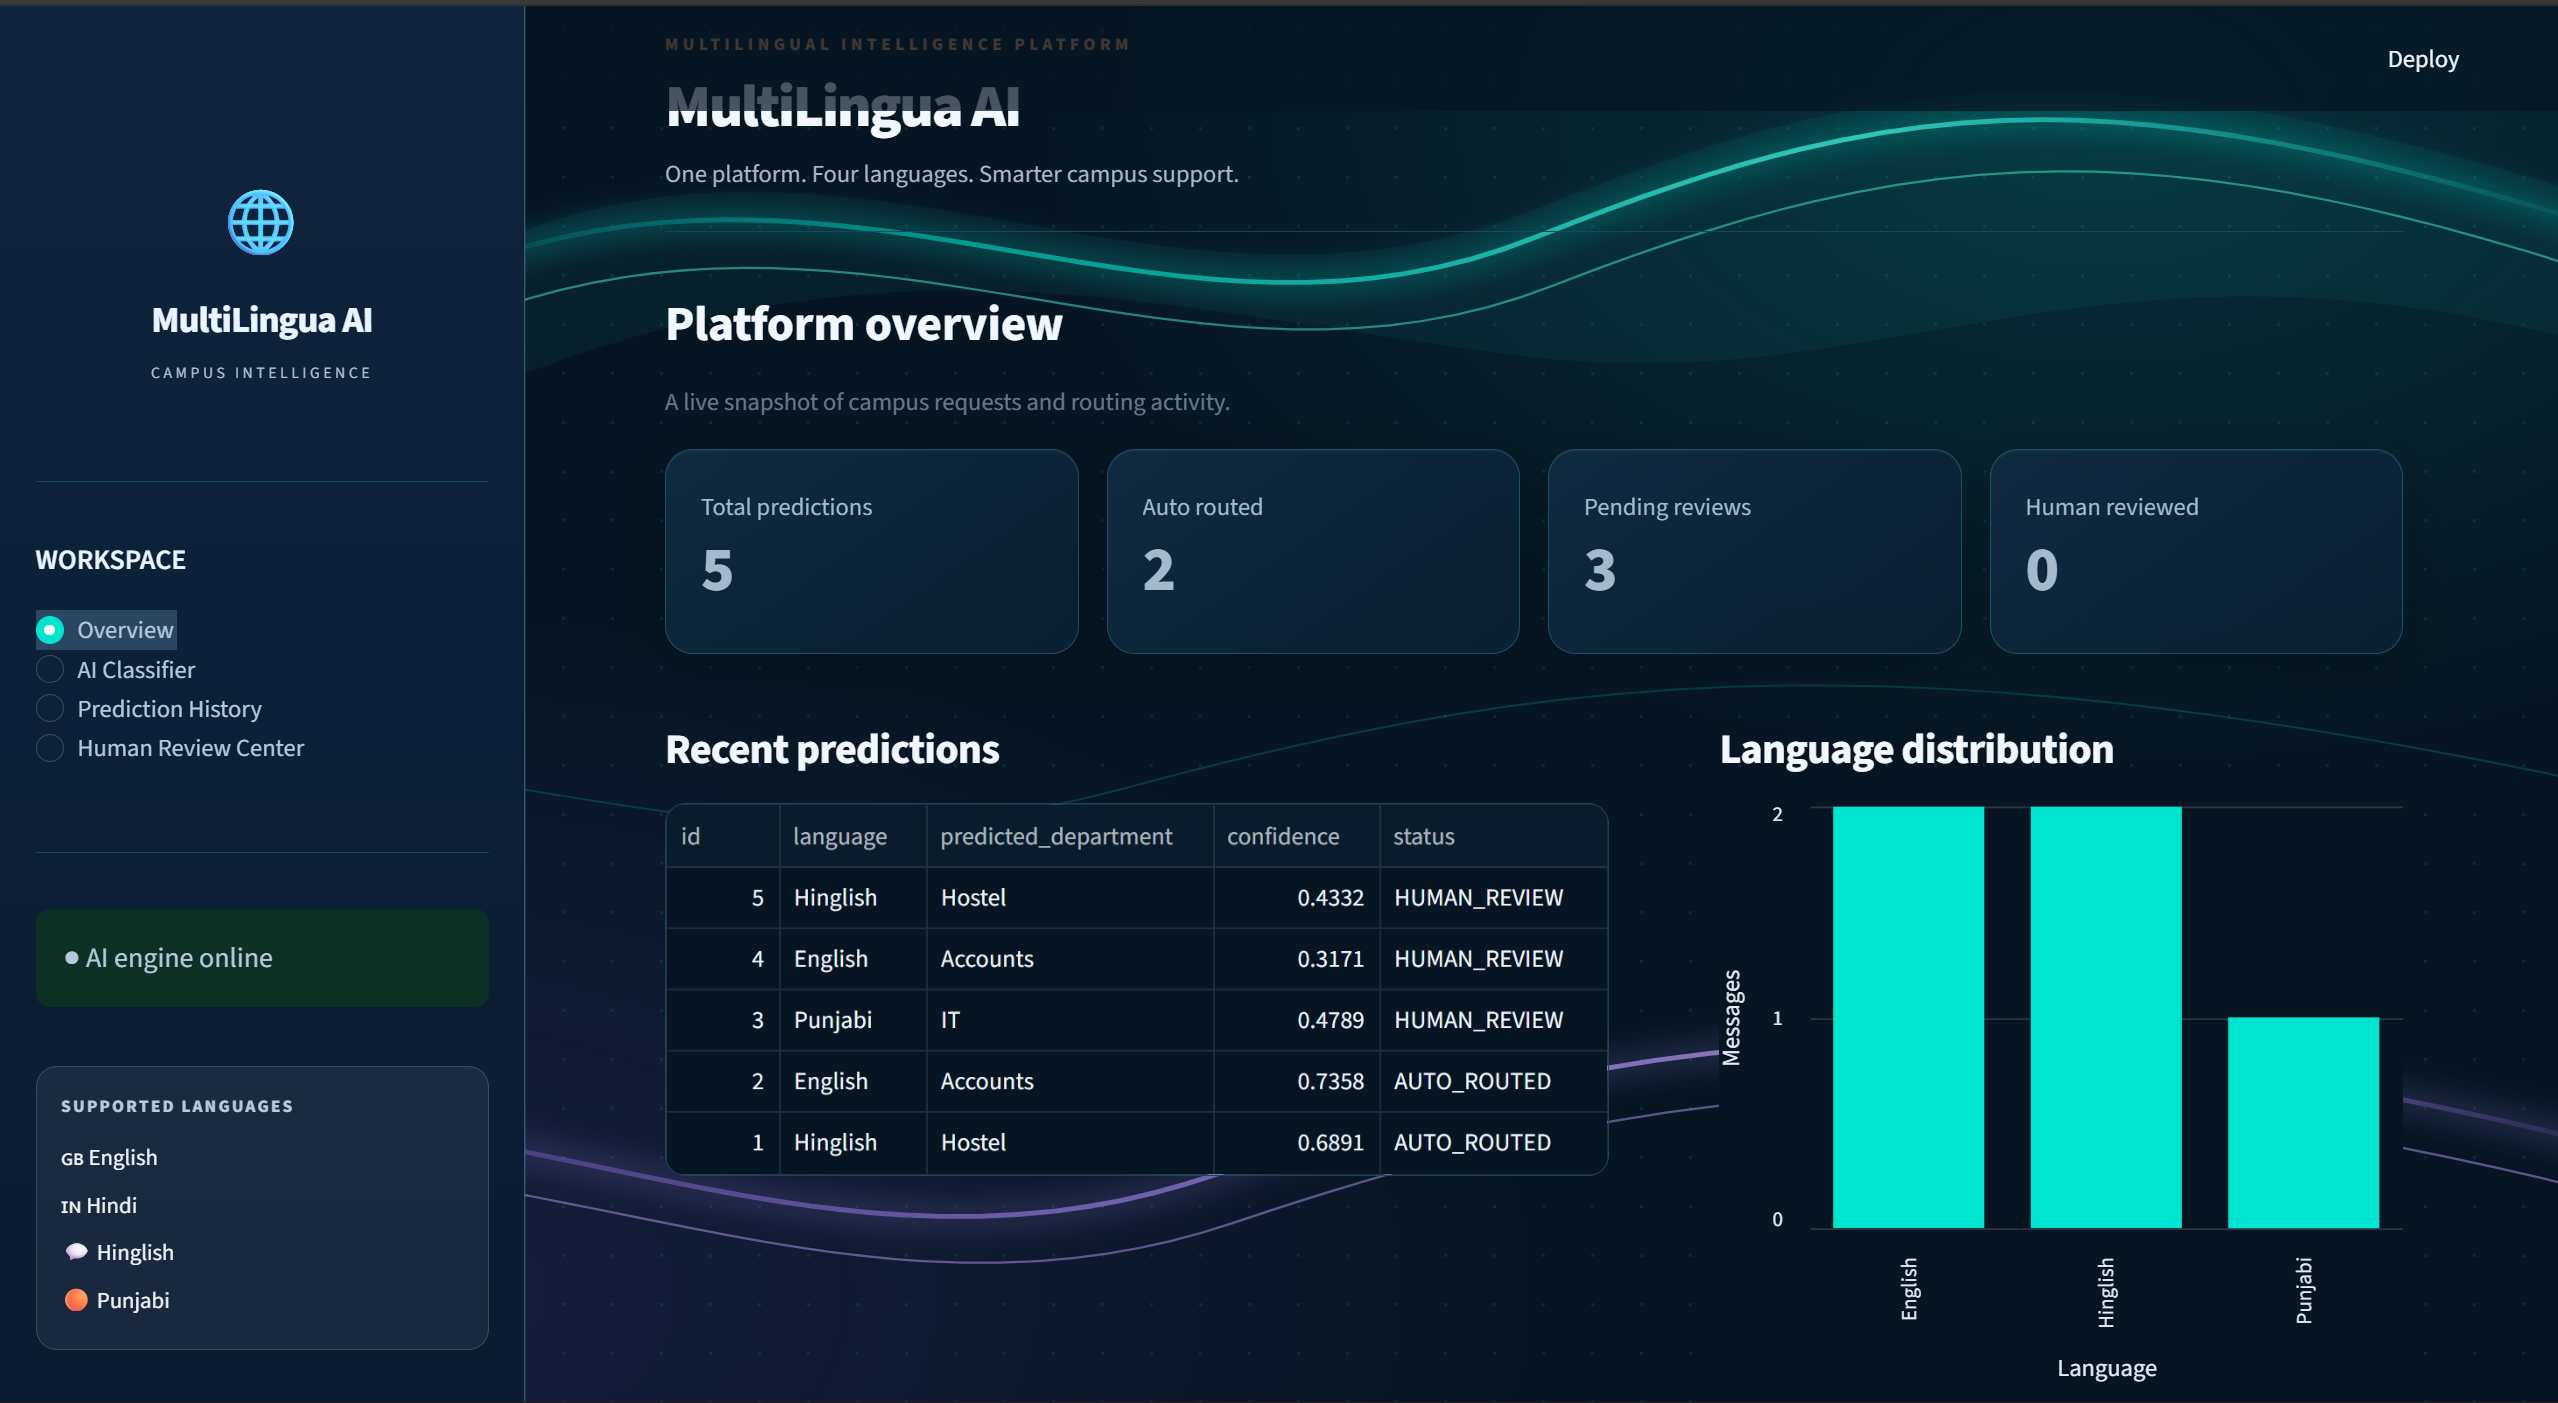 MultiLingua AI
CAMPUS INTELLIGENCE
WORKSPACE
Overview
AI Classifier
Prediction History
Human Review Center
● AI engine online
SUPPORTED LANGUAGES
GB English
IN Hindi
Hinglish
Punjabi
Deploy
MULTILINGUAL INTELLIGENCE PLATFORM
MultiLingua AI
One platform. Four languages. Smarter campus support.
Platform overview
A live snapshot of campus requests and routing activity.
Total predictions
5
Auto routed
2
Pending reviews
3
Human reviewed
0
Recent predictions
id language predicted_department confidence status
5 Hinglish Hostel 0.4332 HUMAN_REVIEW
4 English Accounts 0.3171 HUMAN_REVIEW
3 Punjabi IT 0.4789 HUMAN_REVIEW
2 English Accounts 0.7358 AUTO_ROUTED
1 Hinglish Hostel 0.6891 AUTO_ROUTED
Language distribution
Messages
2
1
0
English
Hinglish
Punjabi
Language